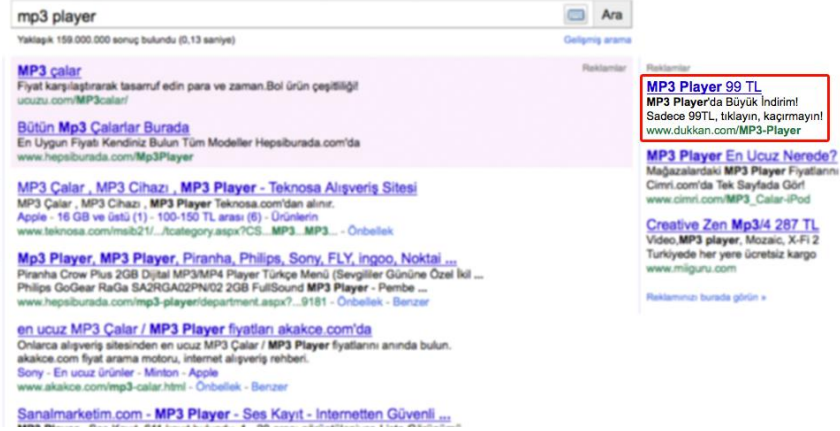 mp3 player
Ara
Yaklaşık 159.000.000 sonuç bulundu (0,13 saniye)
Gelişmiş arama
Reklamlar
MP3 çalar
Fiyat karşılaştırarak tasarruf edin para ve zaman.Bol ürün çeşitliliği!
ucuzu.com/MP3calar/
Bütün Mp3 Çalarlar Burada
En Uygun Fiyatı Kendiniz Bulun Tüm Modeller Hepsiburada.com'da
www.hepsiburada.com/Mp3Player
MP3 Çalar , MP3 Cihazı , MP3 Player - Teknosa Alışveriş Sitesi
MP3 Çalar , MP3 Cihazı , MP3 Player Teknosa.com'dan alınır.
Apple - 16 GB ve üstü (1) - 100-150 TL arası (6) - Ürünlerin
www.teknosa.com/msib21/.../tcategory.aspx?CS...MP3...MP3... - Önbellek
Mp3 Player, MP3 Player, Piranha, Philips, Sony, FLY, ingoo, Noktai ...
Piranha Crow Plus 2GB Dijital MP3/MP4 Player Türkçe Menü (Sevgililer Gününe Özel İkil ...
Philips GoGear RaGa SA2RGA02PN/02 2GB FullSound MP3 Player - Pembe ...
www.hepsiburada.com/mp3-player/department.aspx?...9181 - Önbellek - Benzer
en ucuz MP3 Çalar / MP3 Player fiyatları akakce.com'da
Onlarca alışveriş sitesinden en ucuz MP3 Çalar / MP3 Player fiyatlarını anında bulun.
akakce.com fiyat arama motoru, internet alışveriş rehberi.
Sony - En ucuz ürünler - Minton - Apple
www.akakce.com/mp3-calar.html - Önbellek - Benzer
Sanalmarketim.com - MP3 Player - Ses Kayıt - Internetten Güvenli ...
Reklamlar
MP3 Player 99 TL
MP3 Player'da Büyük İndirim!
Sadece 99TL, tıklayın, kaçırmayın!
www.dukkan.com/MP3-Player
MP3 Player En Ucuz Nerede?
Mağazalardaki MP3 Player Fiyatlarını
Cimri.com'da Tek Sayfada Gör!
www.cimri.com/MP3_Calar-iPod
Creative Zen Mp3/4 287 TL
Video,MP3 player, Mozaic, X-Fi 2
Turkiyede her yere ücretsiz kargo
www.miiguru.com
Reklamınızı burada görün »